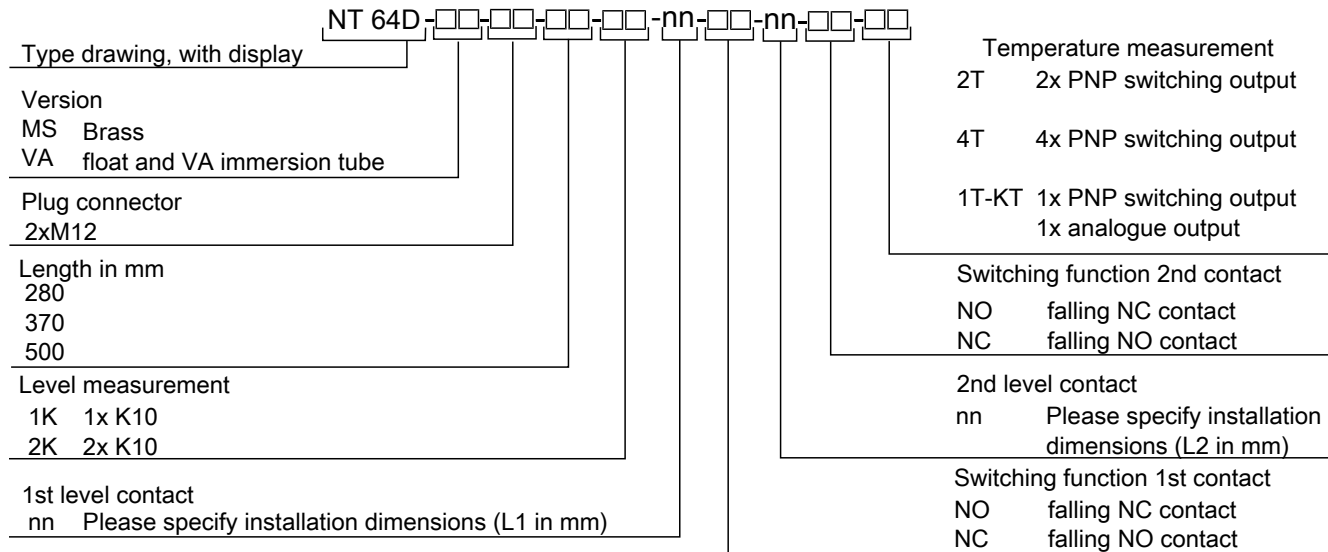 NT 64D-□□-□□-□□-□□-nn-□□-nn-□□-□□
Type drawing, with display
Version
MS Brass
VA float and VA immersion tube
Plug connector
2xM12
Length in mm
280
370
500
Level measurement
1K 1x K10
2K 2x K10
1st level contact
nn Please specify installation dimensions (L1 in mm)
Temperature measurement
2T 2x PNP switching output
4T 4x PNP switching output
1T-KT 1x PNP switching output
1x analogue output
Switching function 2nd contact
NO falling NC contact
NC falling NO contact
2nd level contact
nn Please specify installation
dimensions (L2 in mm)
Switching function 1st contact
NO falling NC contact
NC falling NO contact